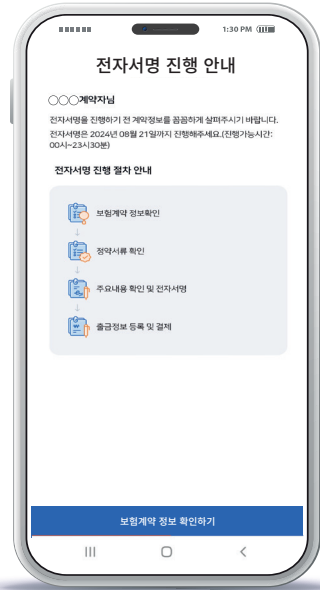 1:30 PM
전자서명 진행 안내
○○○계약자님
전자서명을 진행하기 전 계약정보를 꼼꼼하게 살펴주시기 바랍니다.
전자서명은 2024년 08월 21일까지 진행해주세요.(진행가능시간:
00시~23시30분)
전자서명 진행 절차 안내
보험계약 정보확인
청약서류 확인
주요내용 확인 및 전자서명
출금정보 등록 및 결제
보험계약 정보 확인하기